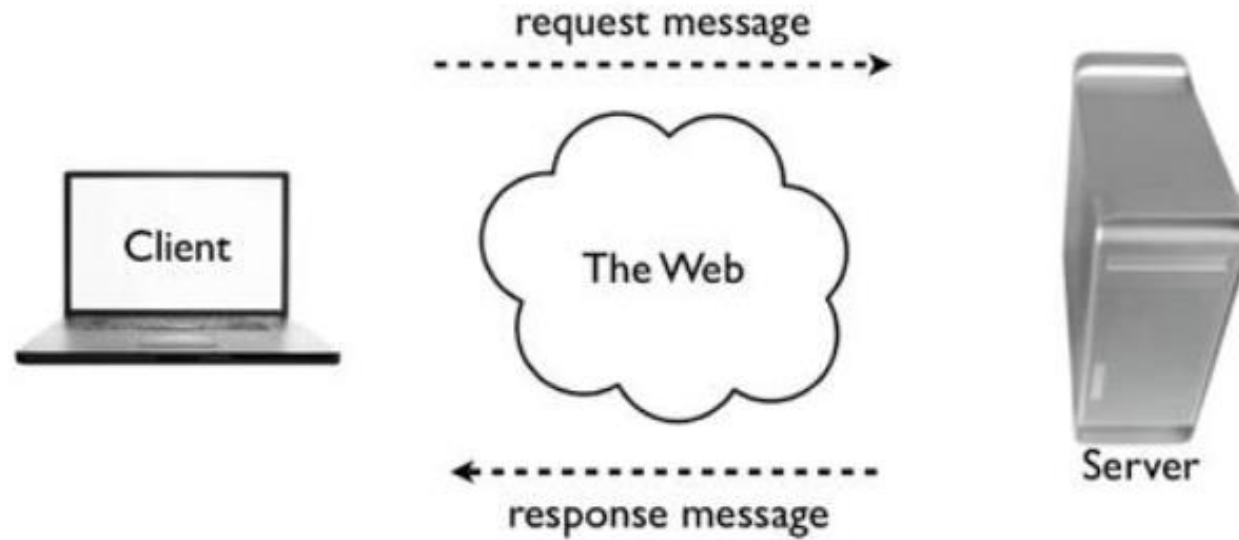 request message
Client
The Web
Server
response message